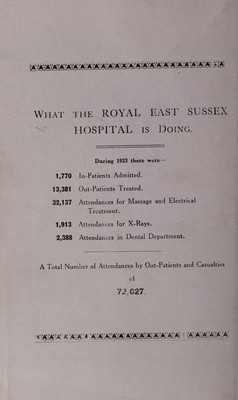 WHAT THE ROYAL EAST SUSSEX
HOSPITAL IS DOING.
During 1933 there were—
1,770 In-Patients Admitted.
13,381 Out-Patients Treated.
32,137 Attendances for Massage and Electrical
Treatment.
1,913 Attendances for X-Rays.
2,388 Attendances in Dental Department.
A Total Number of Attendances by Out-Patients and Casualties
of
72,027.